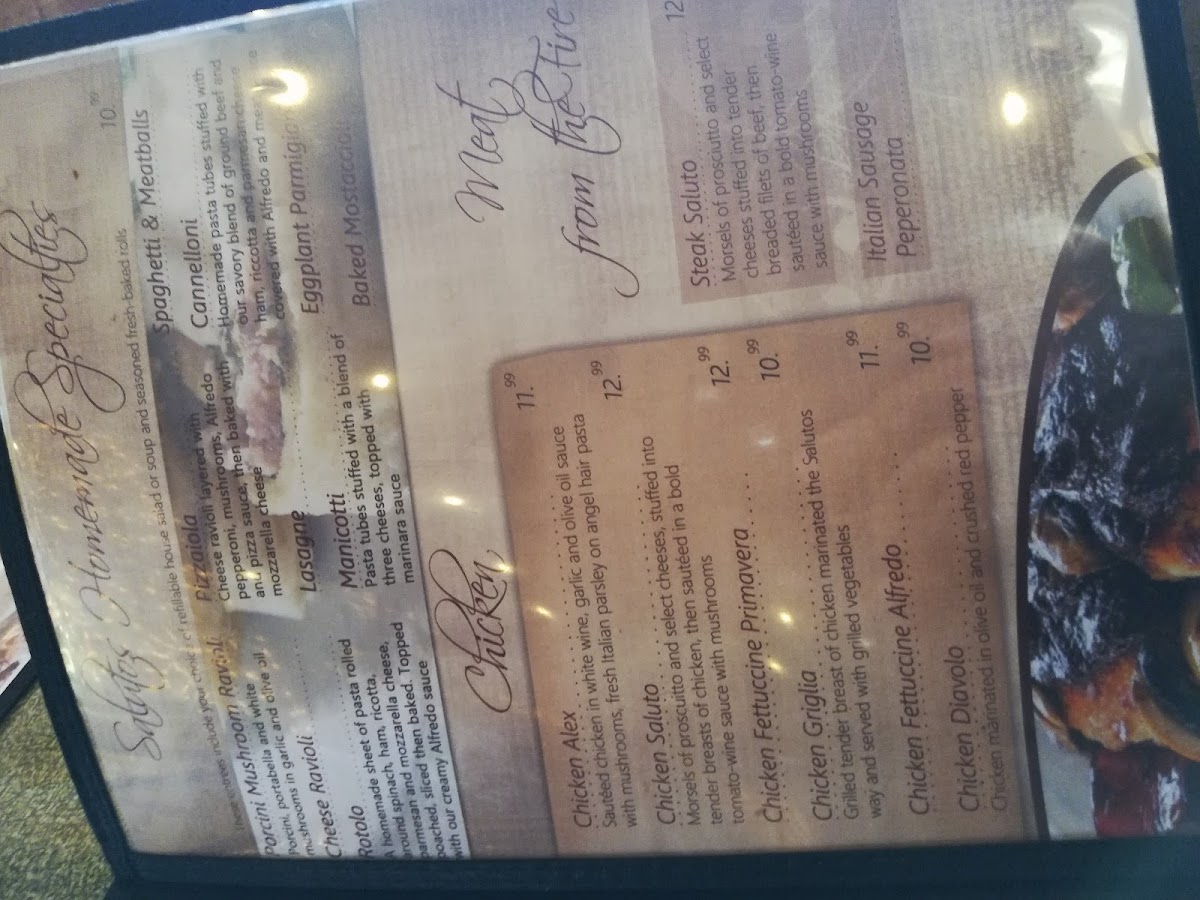 Salutos Homemade Specialties
10.99
These entrees include your choice of refillable house salad or soup and seasoned fresh-baked rolls
Porcini Mushroom Ravioli
Porcini, portabella and white
mushrooms in garlic and olive oil
Cheese Ravioli
Rotolo
A homemade sheet of pasta rolled
around spinach, ham, ricotta,
parmesan and mozzarella cheese,
poached, sliced then baked. Topped
with our creamy Alfredo sauce
Pizzaiola
Cheese ravioli layered with
pepperoni, mushrooms, Alfredo
and pizza sauce, then baked with
mozzarella cheese
Lasagne
Manicotti
Pasta tubes stuffed with a blend of
three cheeses, topped with
marinara sauce
Spaghetti & Meatballs
Cannelloni
Homemade pasta tubes stuffed with
our savory blend of ground beef and
ham, riccotta and parmesan cheese
covered with Alfredo and
Eggplant Parmigiana
Baked Mostaccioli
Chicken
Chicken Alex 11.99
Sautéed chicken in white wine, garlic and olive oil sauce
with mushrooms, fresh Italian parsley on angel hair pasta
Chicken Saluto 12.99
Morsels of proscuitto and select cheeses, stuffed into
tender breasts of chicken, then sautéed in a bold
tomato-wine sauce with mushrooms
Chicken Fettuccine Primavera 12.99
Chicken Griglia 10.99
Grilled tender breast of chicken marinated the Salutos
way and served with grilled vegetables
Chicken Fettuccine Alfredo 11.99
Chicken Diavolo 10.99
Chicken marinated in olive oil and crushed red pepper
Meat
from the Fire
Steak Saluto 12
Morsels of prosciutto and select
cheeses stuffed into tender
breaded filets of beef, then
sautéed in a bold tomato-wine
sauce with mushrooms
Italian Sausage
Pepperonata